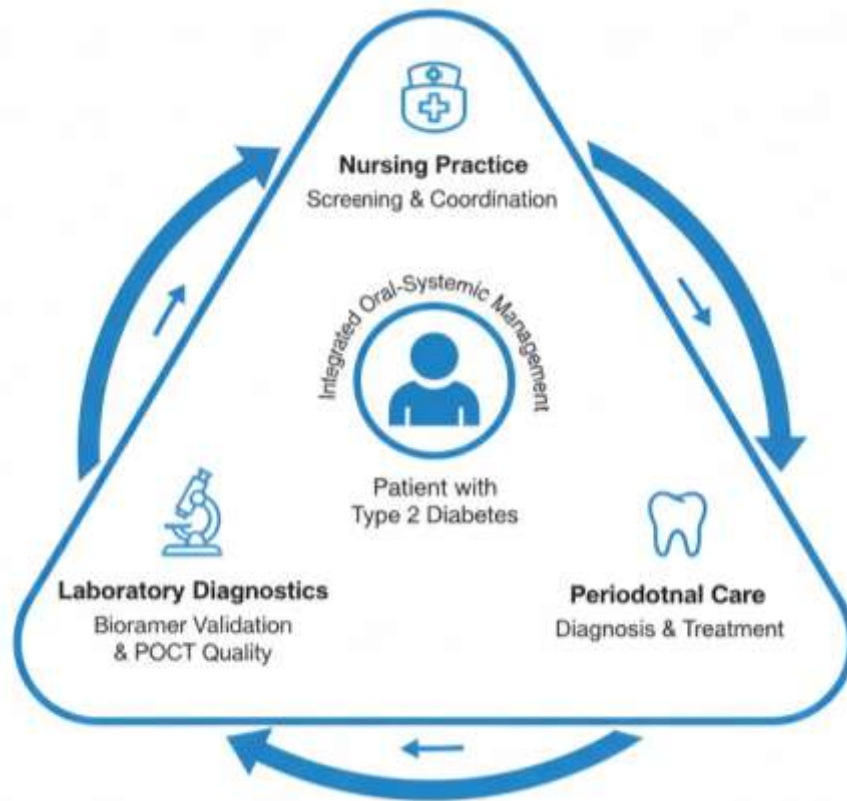 Nursing Practice
Screening & Coordination
Integrated Oral-Systemic Management
Patient with
Type 2 Diabetes
Laboratory Diagnostics
Bioramer Validation
& POCT Quality
Periodotnal Care
Diagnosis & Treatment